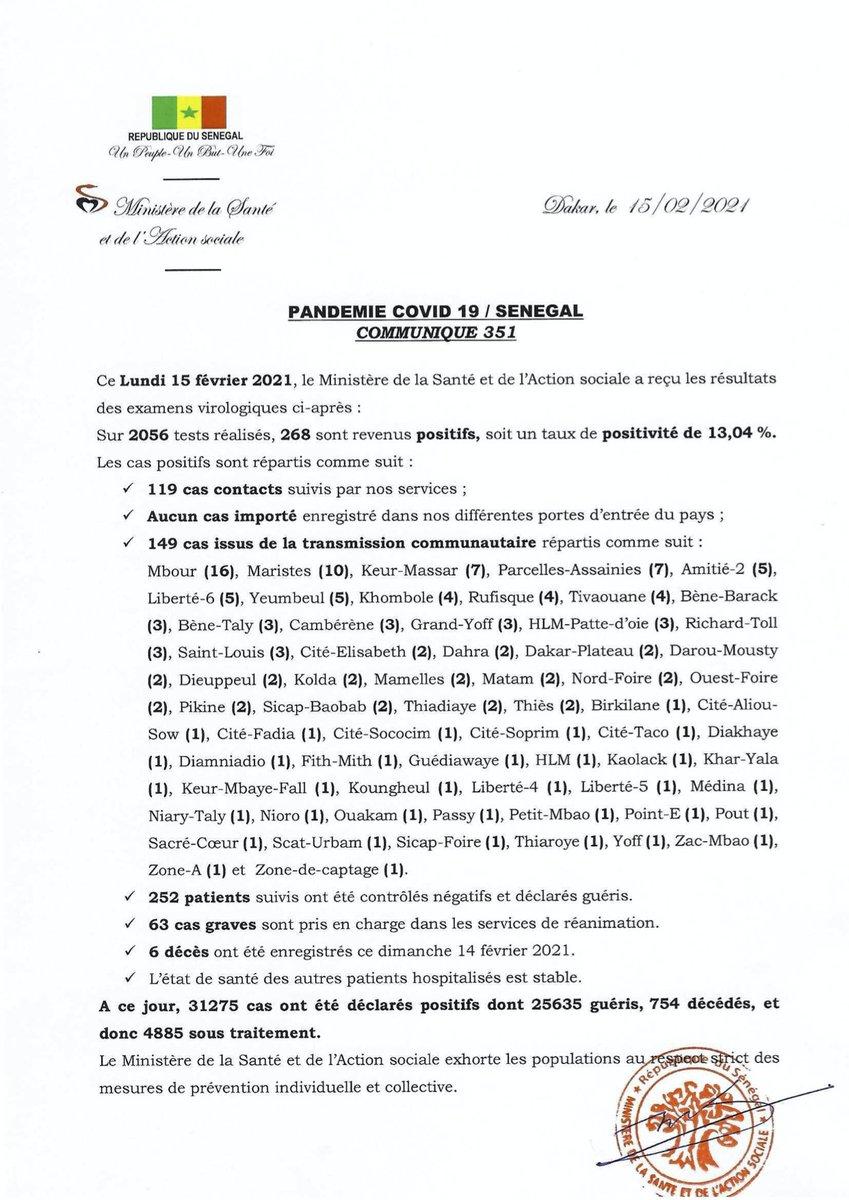 REPUBLIQUE DU SENEGAL
Un Peuple - Un But - Une Foi
Ministère de la Santé
et de l'Action sociale
Dakar, le 15/02/2021
PANDEMIE COVID 19 / SENEGAL
COMMUNIQUE 351
Ce Lundi 15 février 2021, le Ministère de la Santé et de l'Action sociale a reçu les résultats
des examens virologiques ci-après :
Sur 2056 tests réalisés, 268 sont revenus positifs, soit un taux de positivité de 13,04 %.
Les cas positifs sont répartis comme suit :
✓ 119 cas contacts suivis par nos services ;
✓ Aucun cas importé enregistré dans nos différentes portes d'entrée du pays ;
✓ 149 cas issus de la transmission communautaire répartis comme suit :
Mbour (16), Maristes (10), Keur-Massar (7), Parcelles-Assainies (7), Amitié-2 (5),
Liberté-6 (5), Yeumbeul (5), Khombole (4), Rufisque (4), Tivaouane (4), Bène-Barack
(3), Bène-Taly (3), Cambérène (3), Grand-Yoff (3), HLM-Patte-d'oie (3), Richard-Toll
(3), Saint-Louis (3), Cité-Elisabeth (2), Dahra (2), Dakar-Plateau (2), Darou-Mousty
(2), Dieuppeul (2), Kolda (2), Mamelles (2), Matam (2), Nord-Foire (2), Ouest-Foire
(2), Pikine (2), Sicap-Baobab (2), Thiadiaye (2), Thiès (2), Birkilane (1), Cité-Aliou-
Sow (1), Cité-Fadia (1), Cité-Sococim (1), Cité-Soprim (1), Cité-Taco (1), Diakhaye
(1), Diamniadio (1), Fith-Mith (1), Guédiawaye (1), HLM (1), Kaolack (1), Khar-Yala
(1), Keur-Mbaye-Fall (1), Koungheul (1), Liberté-4 (1), Liberté-5 (1), Médina (1),
Niary-Taly (1), Nioro (1), Ouakam (1), Passy (1), Petit-Mbao (1), Point-E (1), Pout (1),
Sacré-Cœur (1), Scat-Urbam (1), Sicap-Foire (1), Thiaroye (1), Yoff (1), Zac-Mbao (1),
Zone-A (1) et Zone-de-captage (1).
✓ 252 patients suivis ont été contrôlés négatifs et déclarés guéris.
✓ 63 cas graves sont pris en charge dans les services de réanimation.
✓ 6 décès ont été enregistrés ce dimanche 14 février 2021.
✓ L'état de santé des autres patients hospitalisés est stable.
A ce jour, 31275 cas ont été déclarés positifs dont 25635 guéris, 754 décédés, et
donc 4885 sous traitement.
Le Ministère de la Santé et de l'Action sociale exhorte les populations au respect strict des
mesures de prévention individuelle et collective.
★ République du Sénégal ★
MINISTERE DE LA SANTE ET DE L'ACTION SOCIALE